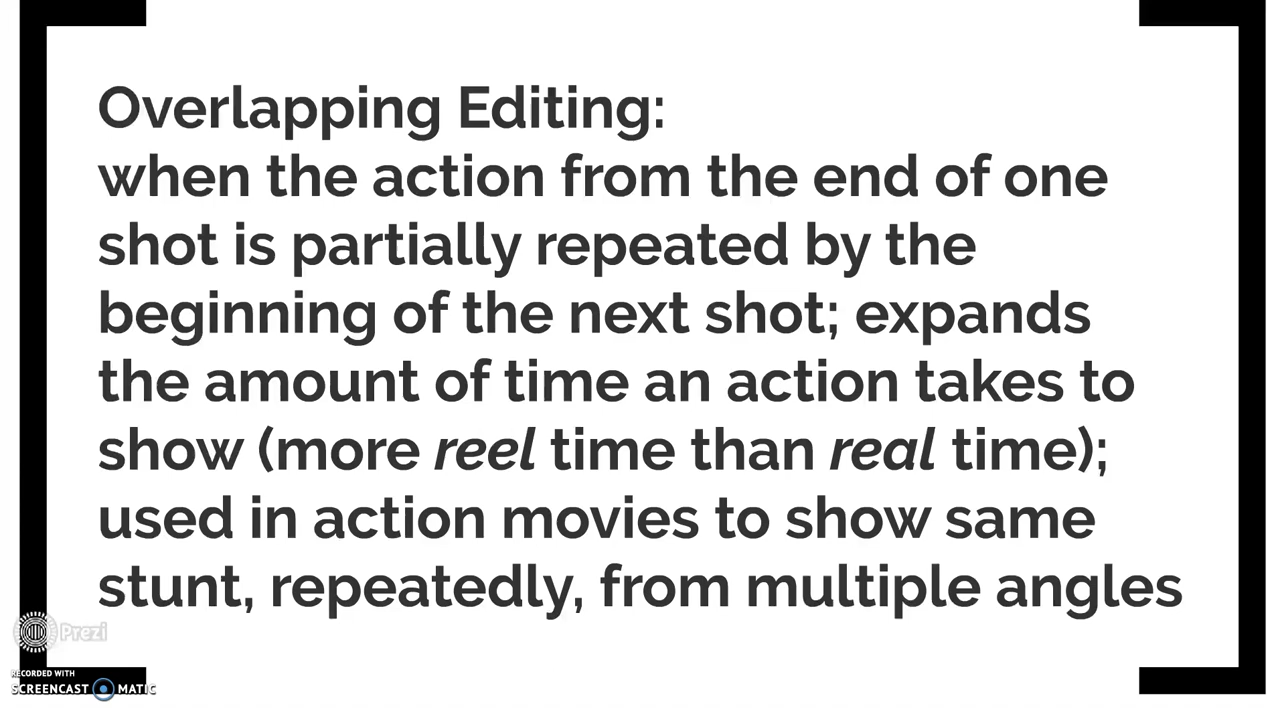 Overlapping Editing:
when the action from the end of one
shot is partially repeated by the
beginning of the next shot; expands
the amount of time an action takes to
show (more reel time than real time);
used in action movies to show same
stunt, repeatedly, from multiple angles
Prezi
RECORDED WITH
SCREENCAST MATIC